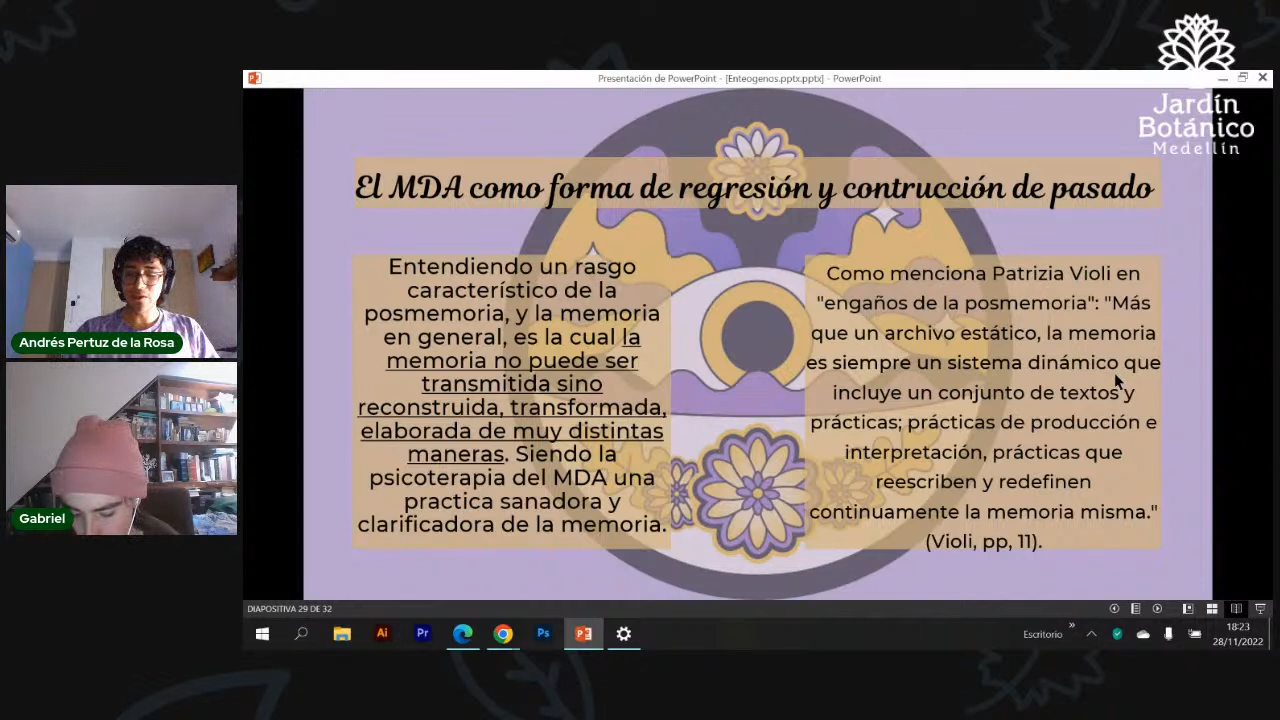 Presentación de PowerPoint - [Enteogenos.pptx.pptx] - PowerPoint
Jardín
Botánico
Medellín
El MDA como forma de regresión y contrucción de pasado
Entendiendo un rasgo
característico de la
posmemoria, y la memoria
en general, es la cual la
memoria no puede ser
transmitida sino
reconstruida, transformada,
elaborada de muy distintas
maneras. Siendo la
psicoterapia del MDA una
practica sanadora y
clarificadora de la memoria.
Como menciona Patrizia Violi en
"engaños de la posmemoria": "Más
que un archivo estático, la memoria
es siempre un sistema dinámico que
incluye un conjunto de textos y
prácticas; prácticas de producción e
interpretación, prácticas que
reescriben y redefinen
continuamente la memoria misma."
(Violi, pp, 11).
Andrés Pertuz de la Rosa
Gabriel
DIAPOSITIVA 29 DE 32
Ai
Pr
Ps
Escritorio
18:23
28/11/2022